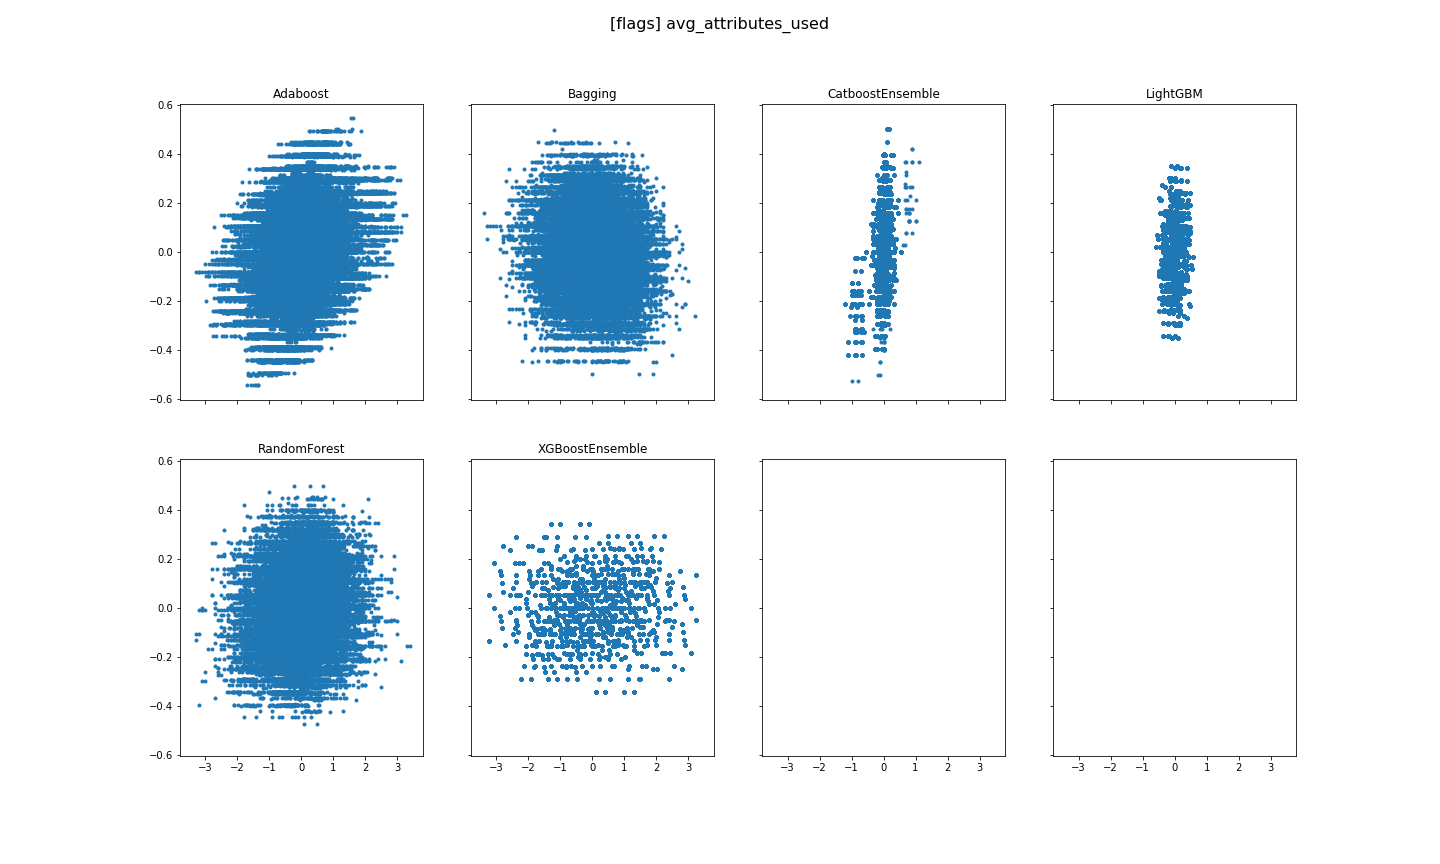 [flags] avg_attributes_used
Adaboost
Bagging
CatboostEnsemble
LightGBM
0.6
0.4
0.2
0.0
−0.2
−0.4
−0.6
RandomForest
XGBoostEnsemble
0.6
0.4
0.2
0.0
−0.2
−0.4
−0.6
−3 −2 −1 0 1 2 3
−3 −2 −1 0 1 2 3
−3 −2 −1 0 1 2 3
−3 −2 −1 0 1 2 3